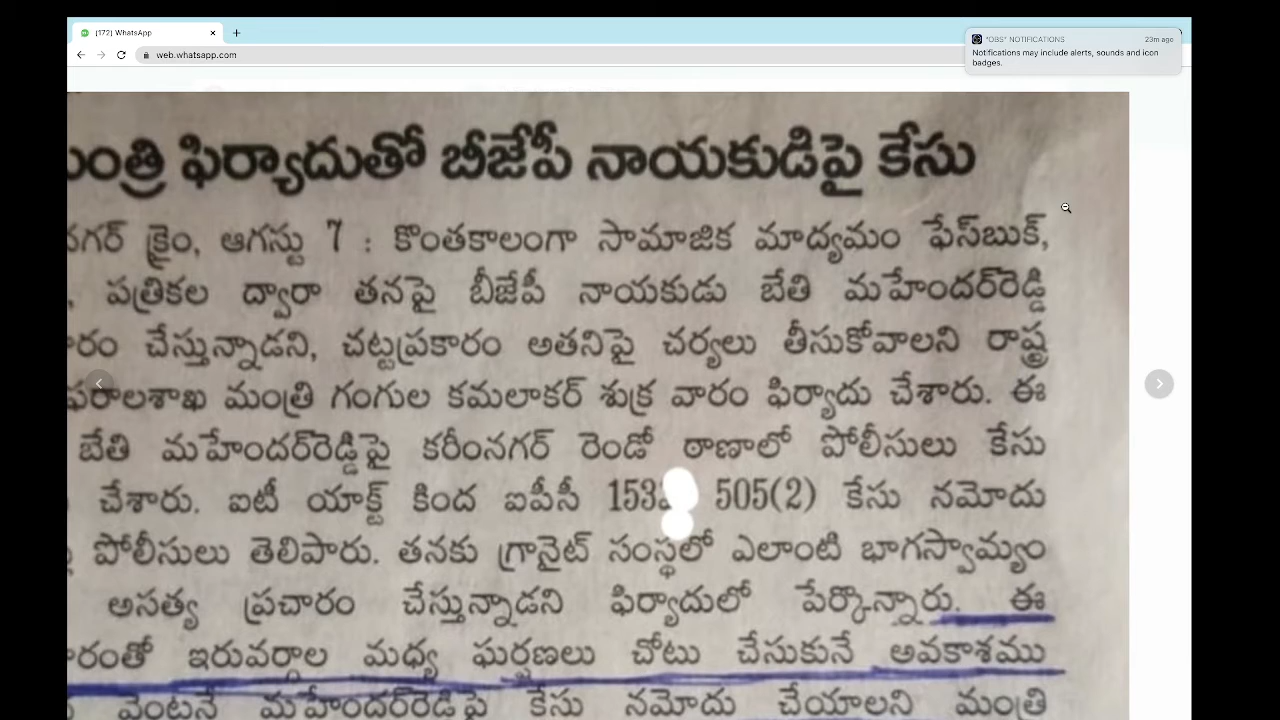 (172) WhatsApp
web.whatsapp.com
"OBS" NOTIFICATIONS
23m ago
Notifications may include alerts, sounds and icon
badges.
మంత్రి ఫిర్యాదుతో బీజేపీ నాయకుడిపై కేసు
నగర్ క్రైం, ఆగస్టు 7 : కొంతకాలంగా సామాజిక మాద్యమం ఫేస్‌బుక్,
పత్రికల ద్వారా తనపై బీజేపీ నాయకుడు బేతి మహేందర్‌రెడ్డి
చేస్తున్నాడని, చట్టప్రకారం అతనిపై చర్యలు తీసుకోవాలని రాష్ట్ర
మంత్రి గంగుల కమలాకర్ శుక్ర వారం ఫిర్యాదు చేశారు. ఈ
బేతి మహేందర్‌రెడ్డిపై కరీంనగర్ రెండో ఠాణాలో పోలీసులు కేసు
చేశారు. ఐటీ యాక్ట్ కింద ఐపీసీ 153 505(2) కేసు నమోదు
పోలీసులు తెలిపారు. తనకు గ్రానైట్ సంస్థలో ఎలాంటి భాగస్వామ్యం
అసత్య ప్రచారం చేస్తున్నాడని ఫిర్యాదులో పేర్కొన్నారు. ఈ
ఇరువర్గాల మధ్య ఘర్షణలు చోటు చేసుకునే అవకాశము
వెంటనే మహేందర్‌రెడ్డిపై కేసు నమోదు చేయాలని మంత్రి